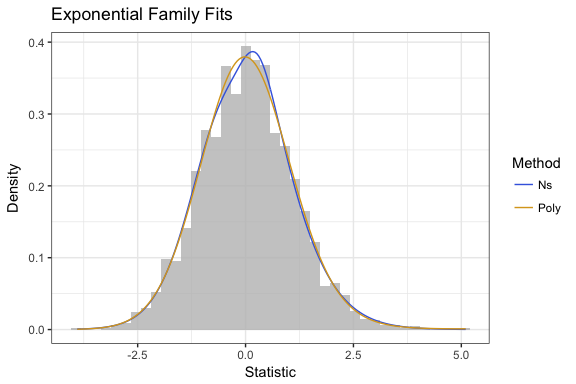 Exponential Family Fits
0.4
0.3
0.2
0.1
0.0
Density
-2.5 0.0 2.5 5.0
Statistic
Method
Ns
Poly